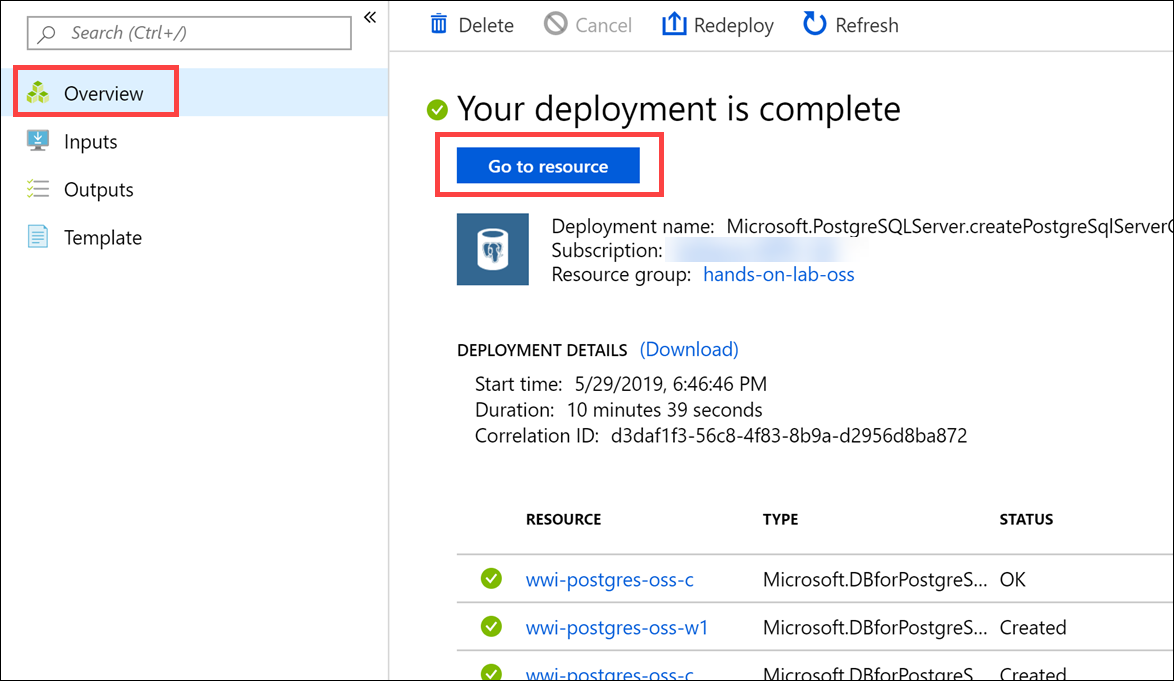 Search (Ctrl+/)
«
Overview
Inputs
Outputs
Template
Delete Cancel Redeploy Refresh
Your deployment is complete
Go to resource
Deployment name: Microsoft.PostgreSQLServer.createPostgreSqlServerG
Subscription:
Resource group: hands-on-lab-oss
DEPLOYMENT DETAILS (Download)
Start time: 5/29/2019, 6:46:46 PM
Duration: 10 minutes 39 seconds
Correlation ID: d3daf1f3-56c8-4f83-8b9a-d2956d8ba872
RESOURCE TYPE STATUS
wwi-postgres-oss-c Microsoft.DBforPostgreS... OK
wwi-postgres-oss-w1 Microsoft.DBforPostgreS... Created
wwi-postgres-oss-c Microsoft.DBforPostgreS... Created